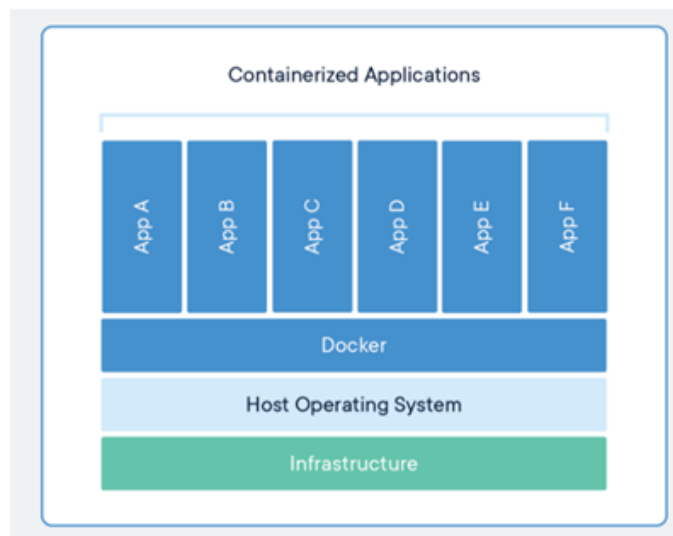 Containerized Applications
App A
App B
App C
App D
App E
App F
Docker
Host Operating System
Infrastructure